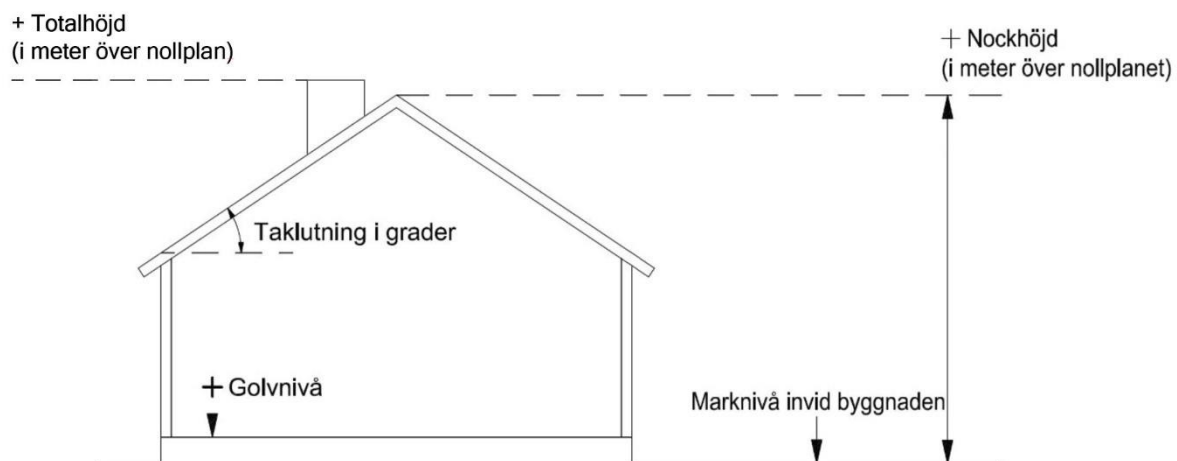 + Totalhöjd
(i meter över nollplan)
+ Nockhöjd
(i meter över nollplanet)
Taklutning i grader
+ Golvnivå
Marknivå invid byggnaden